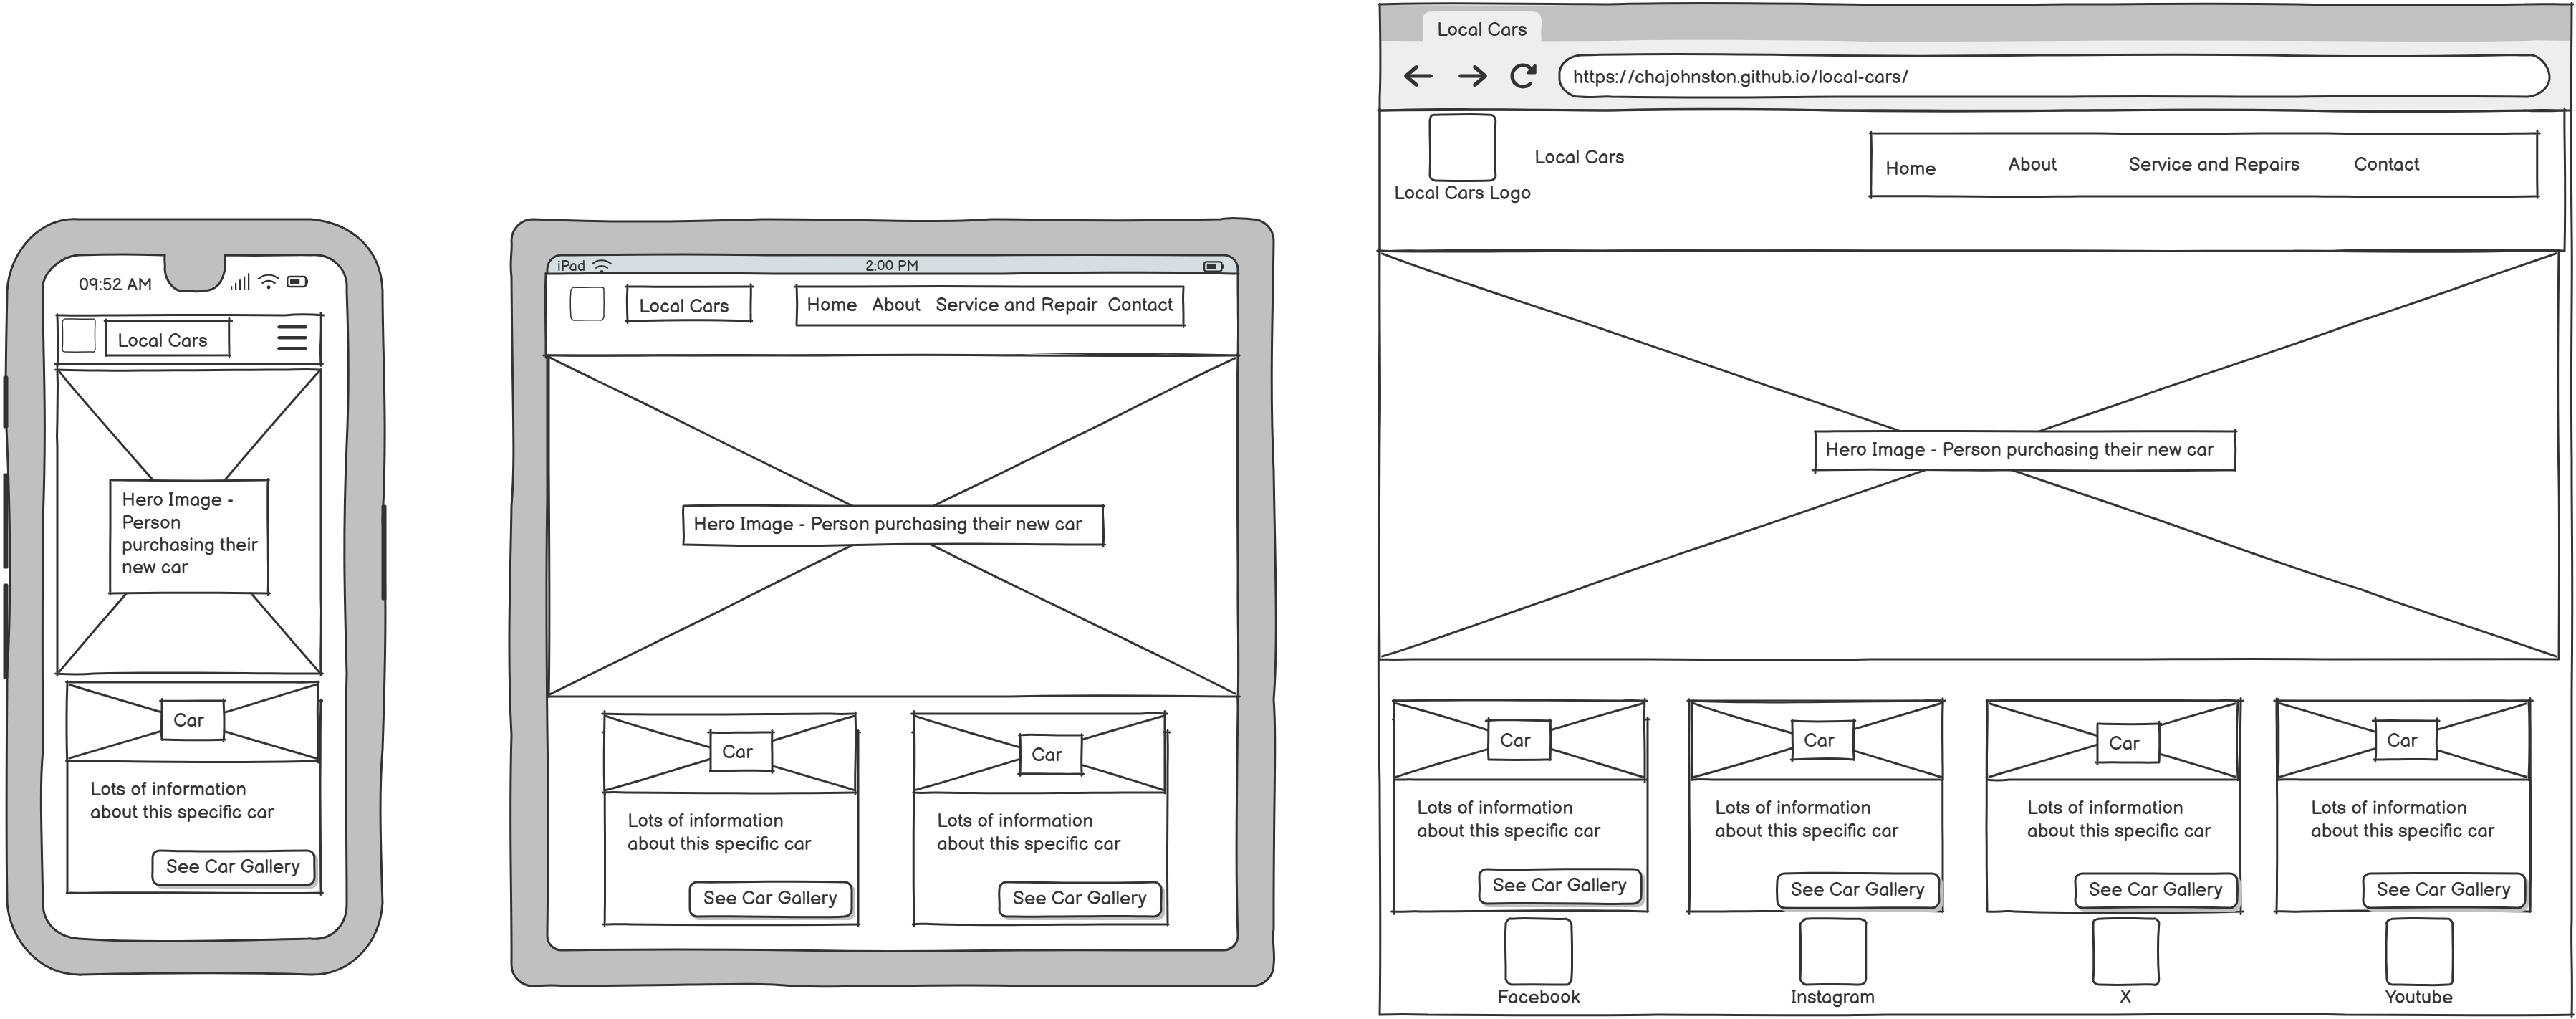 09:52 AM
Local Cars
Hero Image -
Person
purchasing their
new car
Car
Lots of information
about this specific car
See Car Gallery
iPad
2:00 PM
Local Cars
Home About Service and Repair Contact
Hero Image - Person purchasing their new car
Car
Car
Lots of information
about this specific car
Lots of information
about this specific car
See Car Gallery
See Car Gallery
Local Cars
https://chajohnston.github.io/local-cars/
Local Cars
Local Cars Logo
Home About Service and Repairs Contact
Hero Image - Person purchasing their new car
Car
Car
Car
Car
Lots of information
about this specific car
Lots of information
about this specific car
Lots of information
about this specific car
Lots of information
about this specific car
See Car Gallery
See Car Gallery
See Car Gallery
See Car Gallery
Facebook
Instagram
X
Youtube